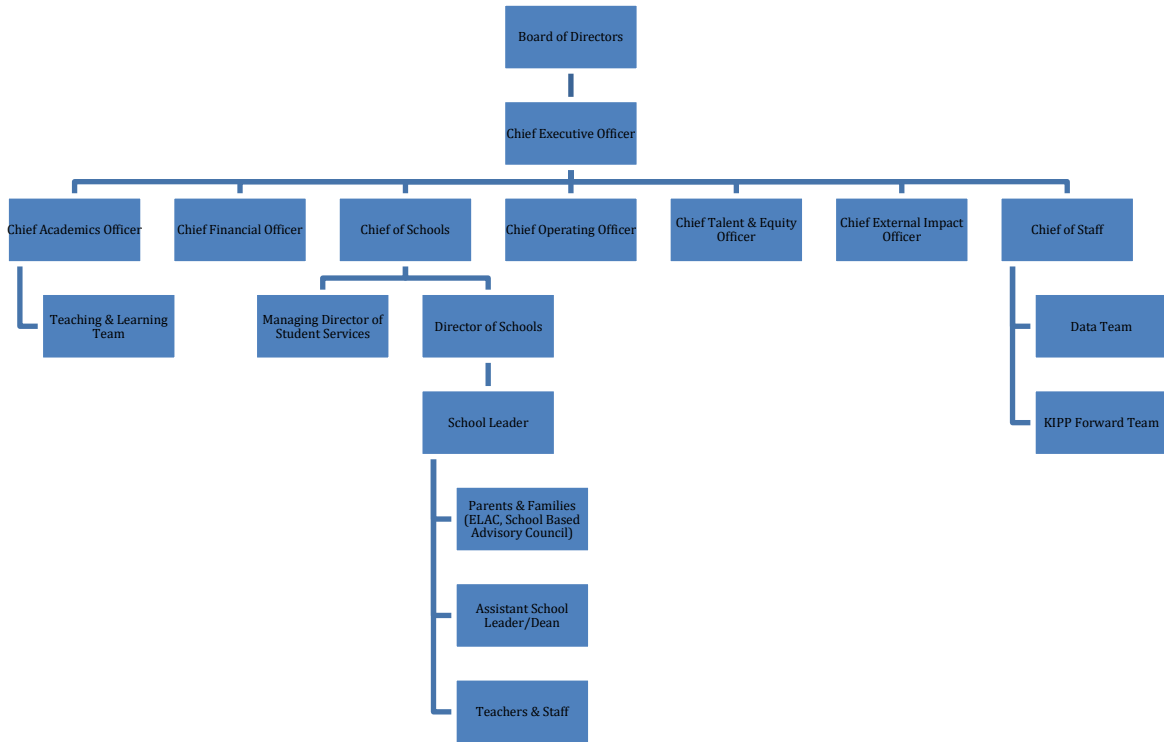 Board of Directors
Chief Executive Officer
Chief Academics Officer
Chief Financial Officer
Chief of Schools
Chief Operating Officer
Chief Talent & Equity
Officer
Chief External Impact
Officer
Chief of Staff
Teaching & Learning
Team
Managing Director of
Student Services
Director of Schools
Data Team
School Leader
KIPP Forward Team
Parents & Families
(ELAC, School Based
Advisory Council)
Assistant School
Leader/Dean
Teachers & Staff